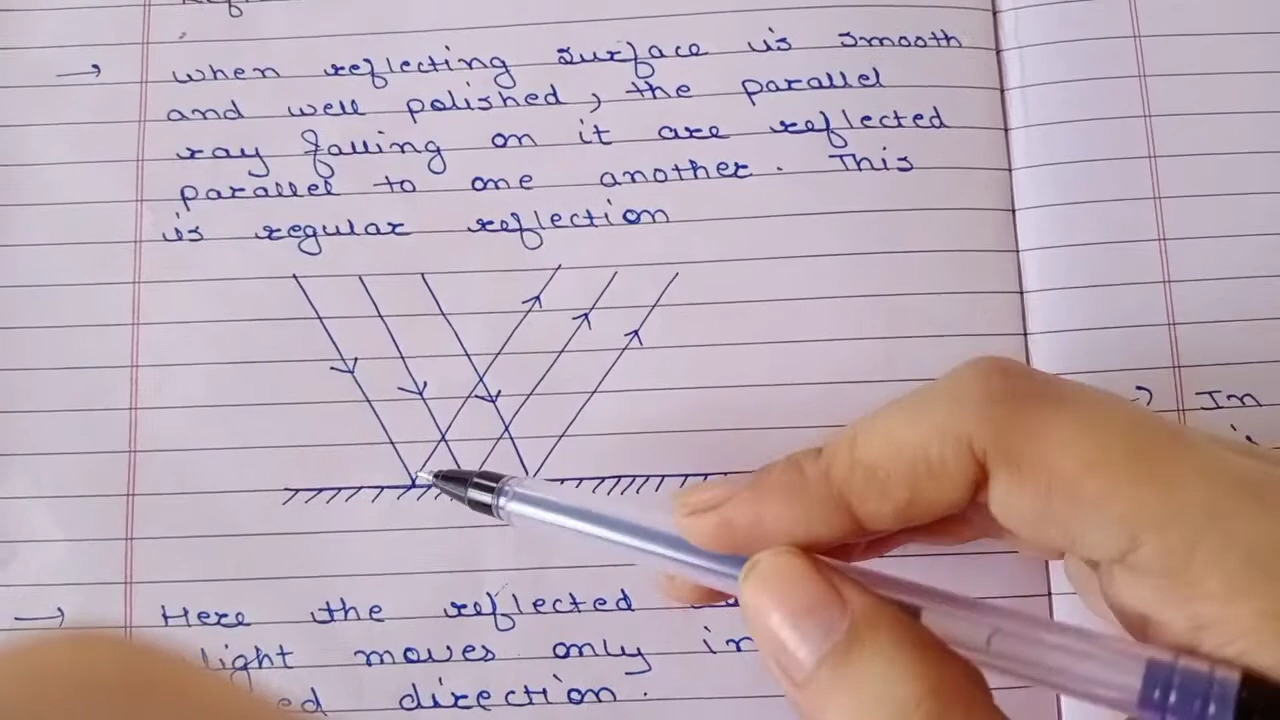 → when reflecting surface is smooth
and well polished, the parallel
ray falling on it are reflected
parallel to one another. This
is regular reflection
→ Here the reflected
light moves only in
direction.
→ In